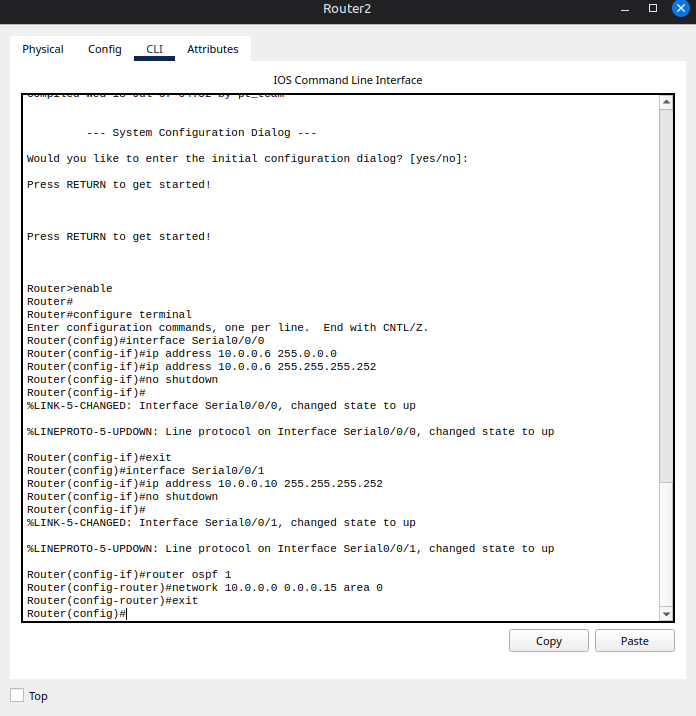 Router2
Physical Config CLI Attributes
IOS Command Line Interface
--- System Configuration Dialog ---
Would you like to enter the initial configuration dialog? [yes/no]:
Press RETURN to get started!
Press RETURN to get started!
Router>enable
Router#
Router#configure terminal
Enter configuration commands, one per line.  End with CNTL/Z.
Router(config)#interface Serial0/0/0
Router(config-if)#ip address 10.0.0.6 255.0.0.0
Router(config-if)#ip address 10.0.0.6 255.255.255.252
Router(config-if)#no shutdown
Router(config-if)#
%LINK-5-CHANGED: Interface Serial0/0/0, changed state to up
%LINEPROTO-5-UPDOWN: Line protocol on Interface Serial0/0/0, changed state to up
Router(config-if)#exit
Router(config)#interface Serial0/0/1
Router(config-if)#ip address 10.0.0.10 255.255.255.252
Router(config-if)#no shutdown
Router(config-if)#
%LINK-5-CHANGED: Interface Serial0/0/1, changed state to up
%LINEPROTO-5-UPDOWN: Line protocol on Interface Serial0/0/1, changed state to up
Router(config-if)#router ospf 1
Router(config-router)#network 10.0.0.0 0.0.0.15 area 0
Router(config-router)#exit
Router(config)#
Copy Paste
Top